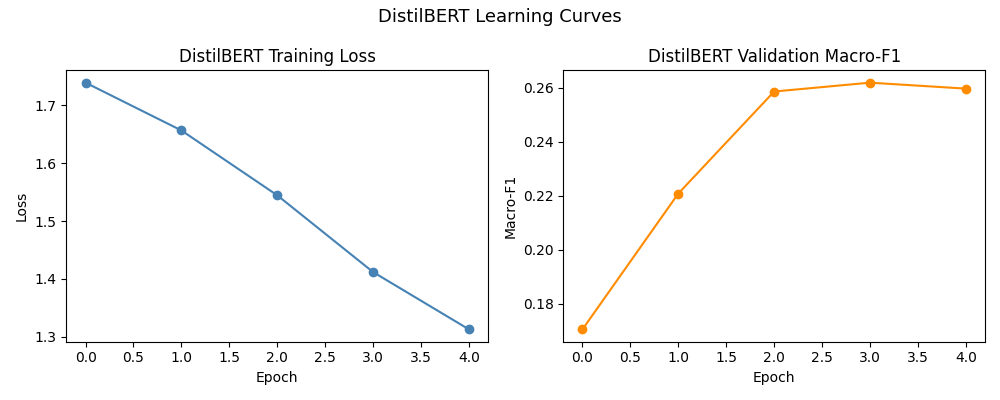 DistilBERT Learning Curves
DistilBERT Training Loss
1.7
1.6
1.5
1.4
1.3
Loss
0.0 0.5 1.0 1.5 2.0 2.5 3.0 3.5 4.0
Epoch
DistilBERT Validation Macro-F1
0.26
0.24
0.22
0.20
0.18
Macro-F1
0.0 0.5 1.0 1.5 2.0 2.5 3.0 3.5 4.0
Epoch